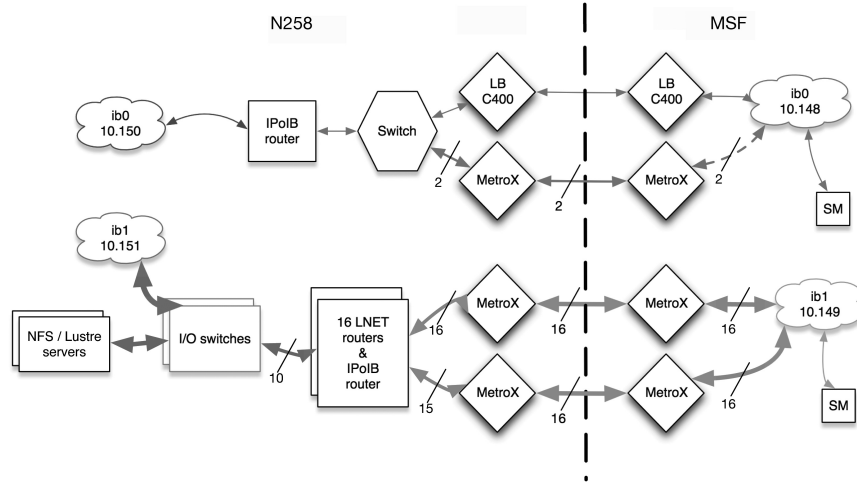 N258
MSF
ib0
10.150
IPoIB
router
Switch
LB
C400
LB
C400
ib0
10.148
2
MetroX
2
MetroX
2
SM
ib1
10.151
NFS / Lustre
servers
I/O switches
10
16 LNET
routers
&
IPoIB
router
16
MetroX
16
MetroX
16
ib1
10.149
15
MetroX
16
MetroX
16
SM